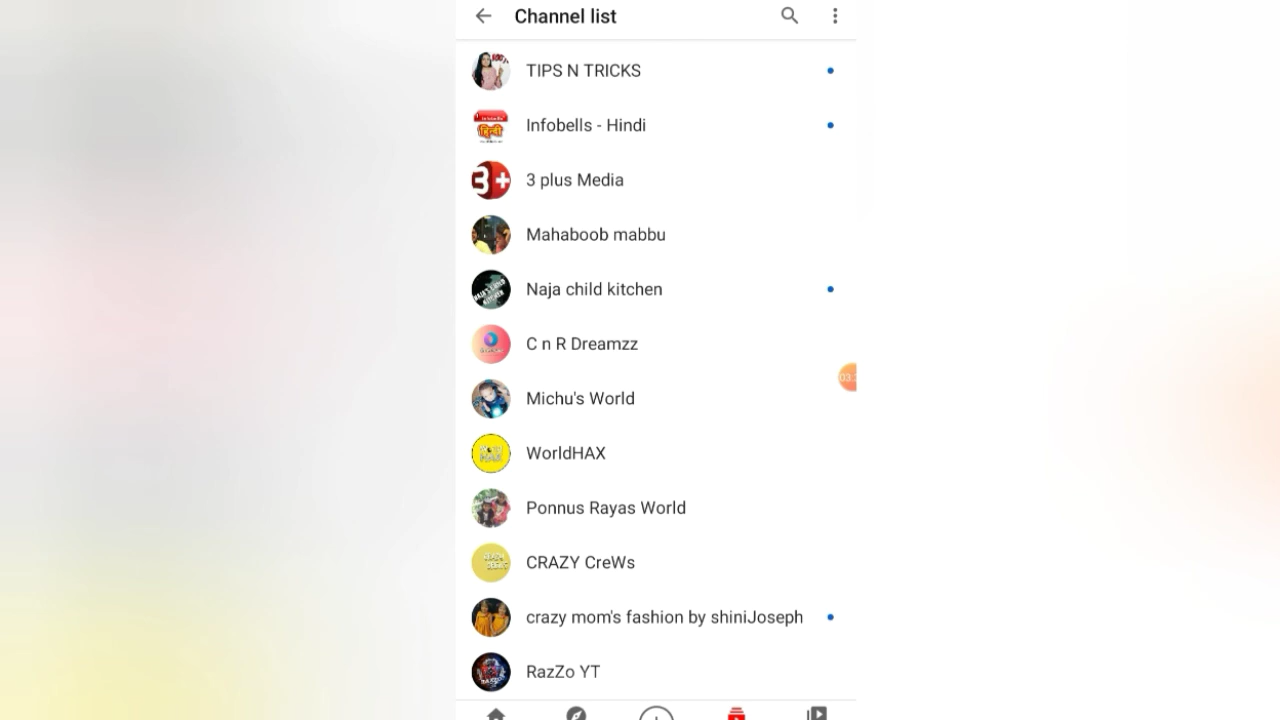 Channel list
TIPS N TRICKS
Infobells - Hindi
हिन्दी
3 plus Media
3+
Mahaboob mabbu
Naja child kitchen
C n R Dreamzz
Michu's World
WorldHAX
Ponnus Rayas World
CRAZY CreWs
crazy mom's fashion by shiniJoseph
RazZo YT